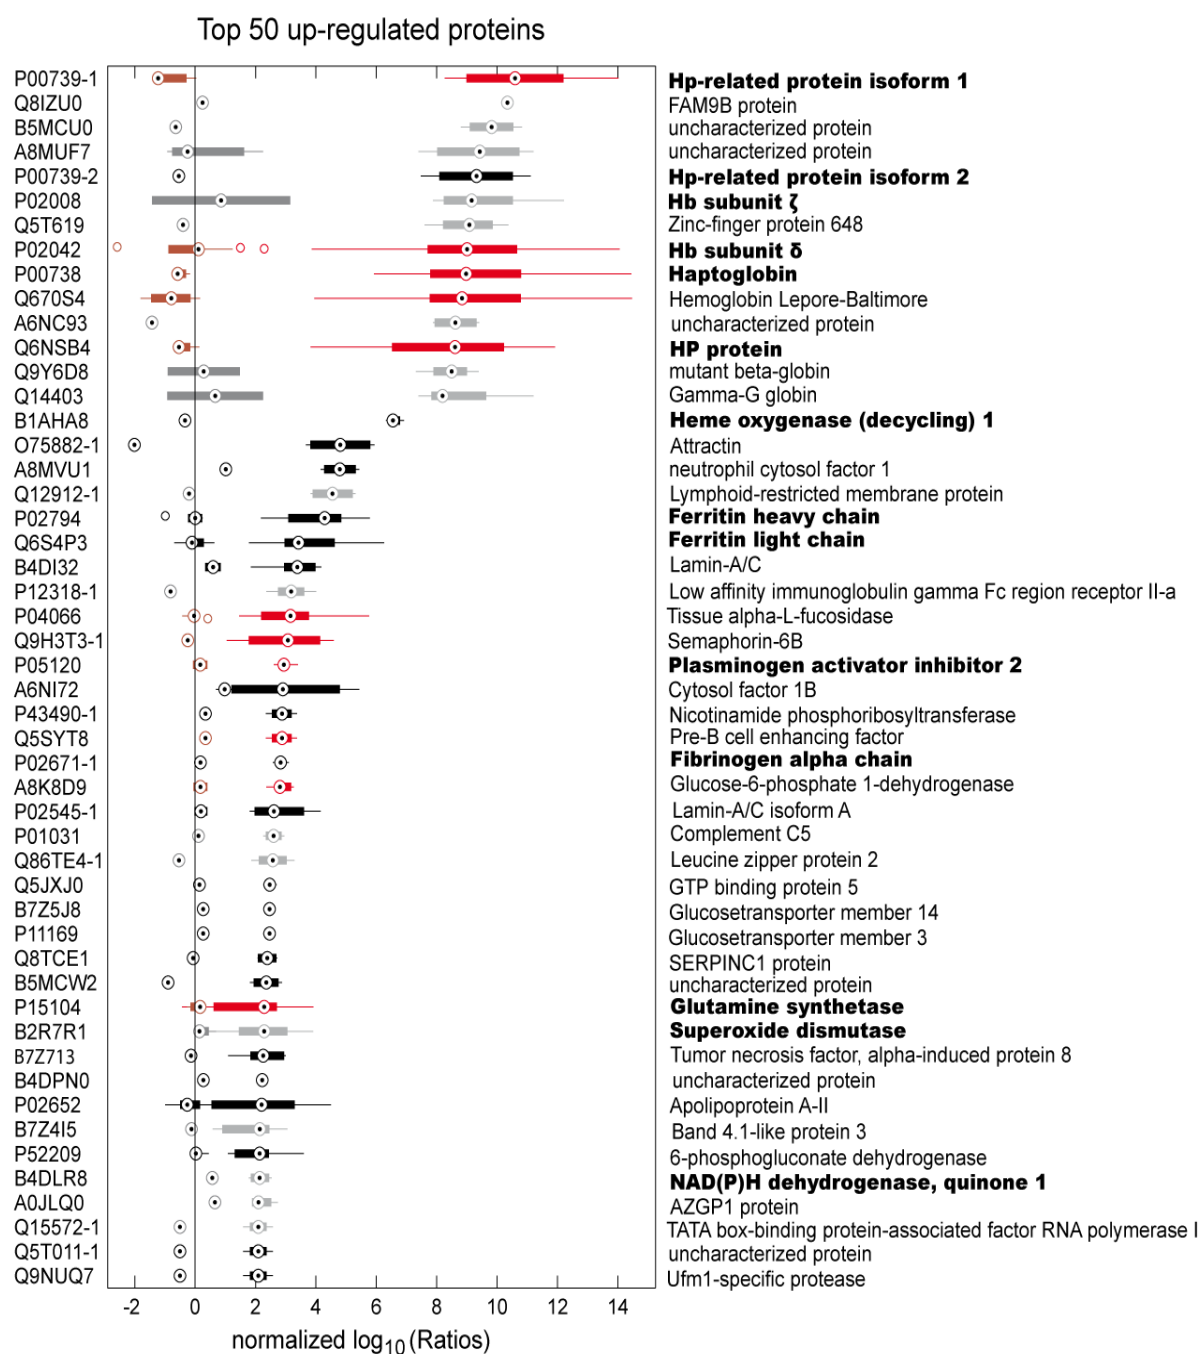 Top 50 up-regulated proteins
P00739-1 Hp-related protein isoform 1
Q8IZU0 FAM9B protein
B5MCU0 uncharacterized protein
A8MUF7 uncharacterized protein
P00739-2 Hp-related protein isoform 2
P02008 Hb subunit ζ
Q5T619 Zinc-finger protein 648
P02042 Hb subunit δ
P00738 Haptoglobin
Q670S4 Hemoglobin Lepore-Baltimore
A6NC93 uncharacterized protein
Q6NSB4 HP protein
Q9Y6D8 mutant beta-globin
Q14403 Gamma-G globin
B1AHA8 Heme oxygenase (decycling) 1
O75882-1 Attractin
A8MVU1 neutrophil cytosol factor 1
Q12912-1 Lymphoid-restricted membrane protein
P02794 Ferritin heavy chain
Q6S4P3 Ferritin light chain
B4DI32 Lamin-A/C
P12318-1 Low affinity immunoglobulin gamma Fc region receptor II-a
P04066 Tissue alpha-L-fucosidase
Q9H3T3-1 Semaphorin-6B
P05120 Plasminogen activator inhibitor 2
A6NI72 Cytosol factor 1B
P43490-1 Nicotinamide phosphoribosyltransferase
Q5SYT8 Pre-B cell enhancing factor
P02671-1 Fibrinogen alpha chain
A8K8D9 Glucose-6-phosphate 1-dehydrogenase
P02545-1 Lamin-A/C isoform A
P01031 Complement C5
Q86TE4-1 Leucine zipper protein 2
Q5JXJ0 GTP binding protein 5
B7Z5J8 Glucosetransporter member 14
P11169 Glucosetransporter member 3
Q8TCE1 SERPINC1 protein
B5MCW2 uncharacterized protein
P15104 Glutamine synthetase
B2R7R1 Superoxide dismutase
B7Z713 Tumor necrosis factor, alpha-induced protein 8
B4DPN0 uncharacterized protein
P02652 Apolipoprotein A-II
B7Z4I5 Band 4.1-like protein 3
P52209 6-phosphogluconate dehydrogenase
B4DLR8 NAD(P)H dehydrogenase, quinone 1
A0JLQ0 AZGP1 protein
Q15572-1 TATA box-binding protein-associated factor RNA polymerase I
Q5T011-1 uncharacterized protein
Q9NUQ7 Ufm1-specific protease
-2 0 2 4 6 8 10 12 14
normalized log10 (Ratios)